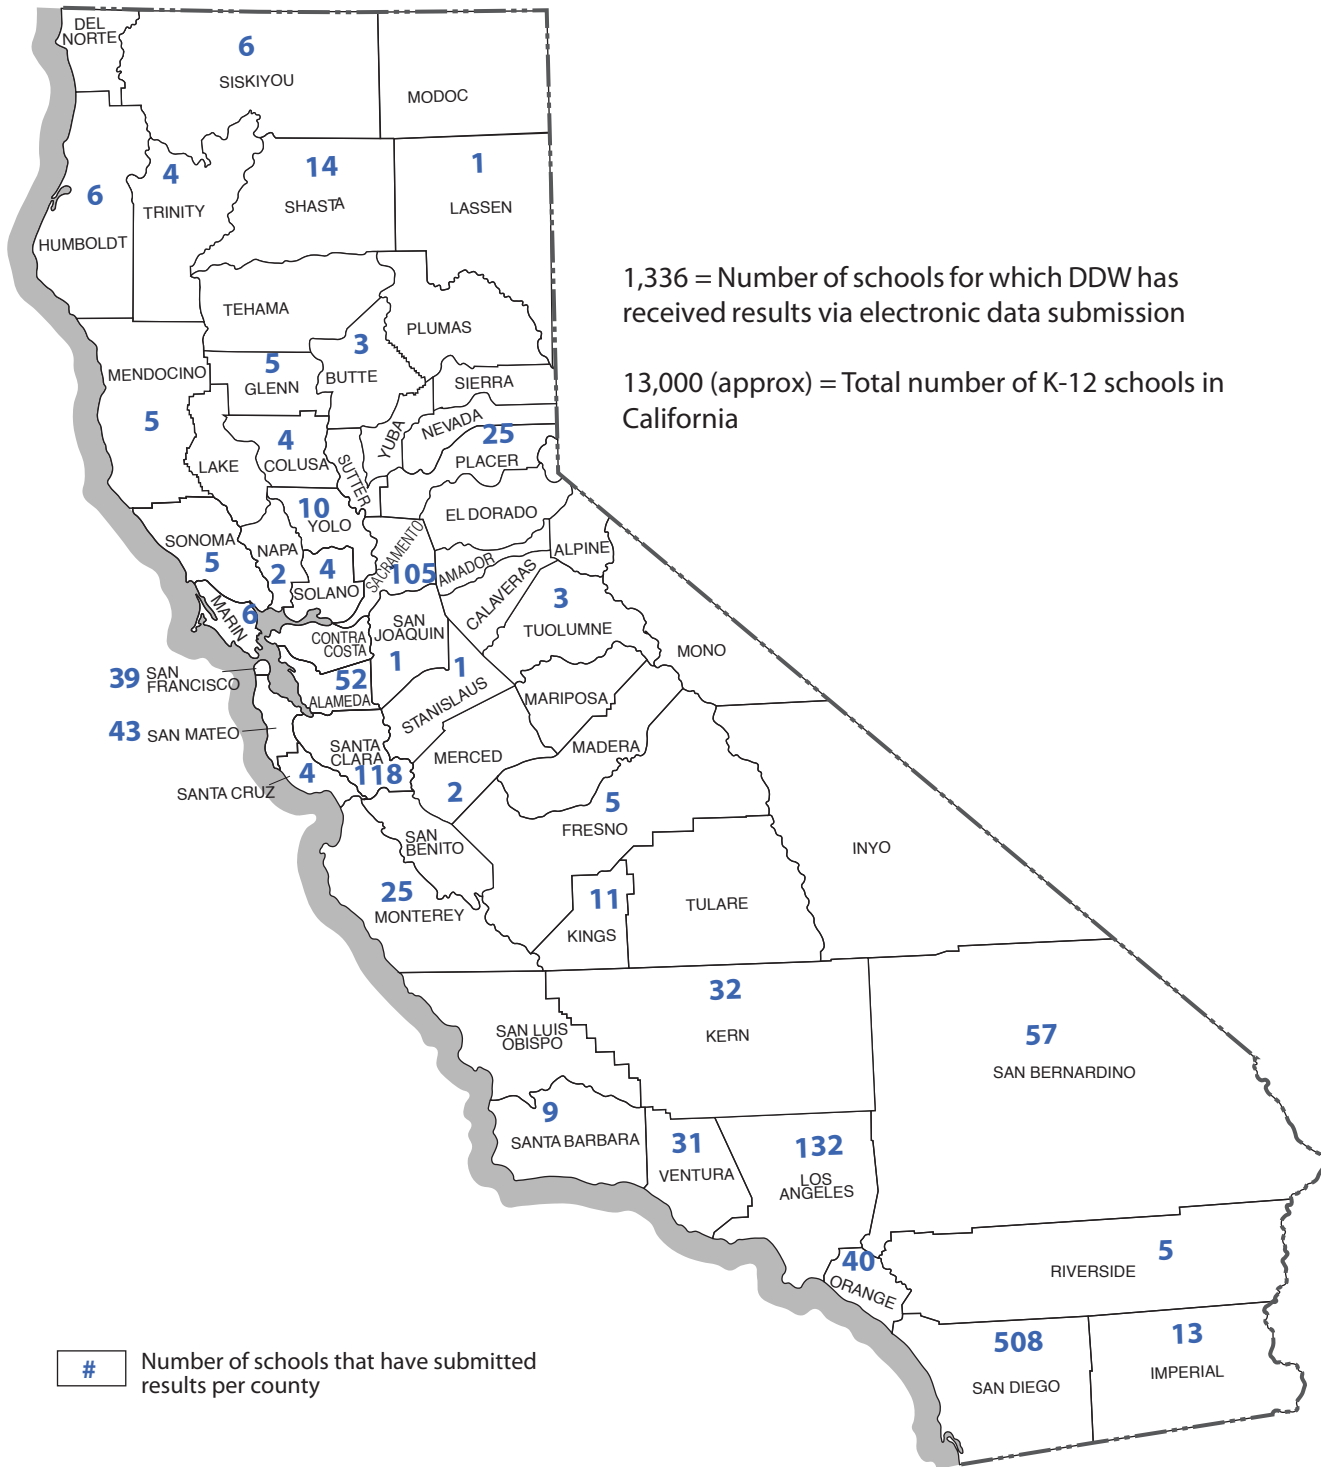 DEL
NORTE
6
SISKIYOU
MODOC
6
HUMBOLDT
4
TRINITY
14
SHASTA
1
LASSEN
1,336 = Number of schools for which DDW has
received results via electronic data submission
13,000 (approx) = Total number of K-12 schools in
California
TEHAMA
PLUMAS
3
BUTTE
5
GLENN
MENDOCINO
5
SIERRA
NEVADA
YUBA
25
PLACER
LAKE
4
COLUSA
SUTTER
10
YOLO
EL DORADO
SONOMA
5
NAPA
2
4
SOLANO
SACRAMENTO
105
AMADOR
ALPINE
CALAVERAS
3
TUOLUMNE
MARIN
6
CONTRA
COSTA
SAN
JOAQUIN
1
1
STANISLAUS
MONO
39 SAN
FRANCISCO
52
ALAMEDA
MARIPOSA
43 SAN MATEO
SANTA
CLARA
118
MERCED
2
MADERA
4
SANTA CRUZ
5
FRESNO
SAN
BENITO
INYO
25
MONTEREY
11
KINGS
TULARE
32
KERN
SAN LUIS
OBISPO
57
SAN BERNARDINO
9
SANTA BARBARA
31
VENTURA
132
LOS
ANGELES
40
ORANGE
5
RIVERSIDE
508
SAN DIEGO
13
IMPERIAL
# Number of schools that have submitted
results per county